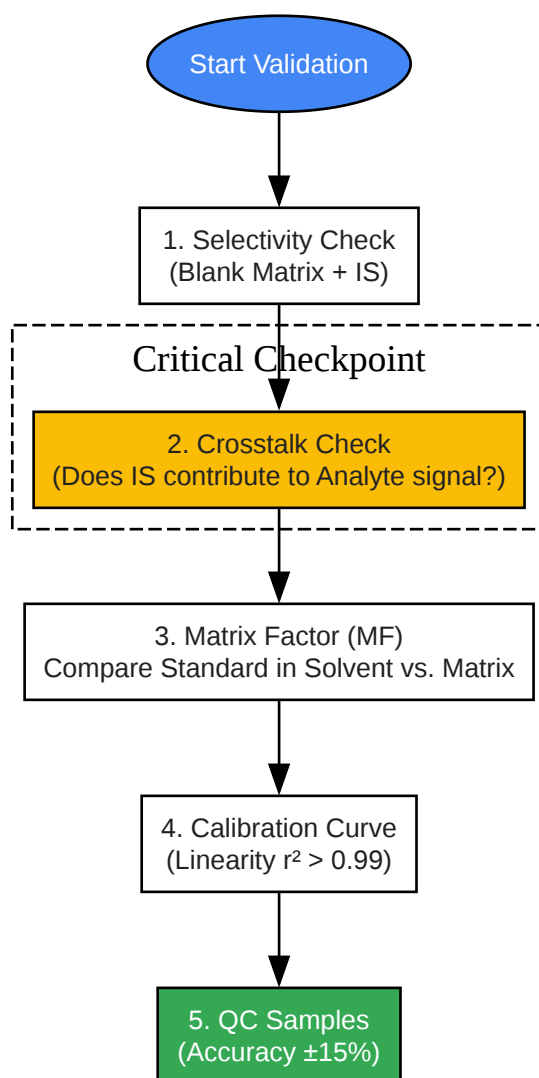 Start Validation
1. Selectivity Check
(Blank Matrix + IS)
Critical Checkpoint
2. Crosstalk Check
(Does IS contribute to Analyte signal?)
3. Matrix Factor (MF)
Compare Standard in Solvent vs. Matrix
4. Calibration Curve
(Linearity r² > 0.99)
5. QC Samples
(Accuracy ±15%)